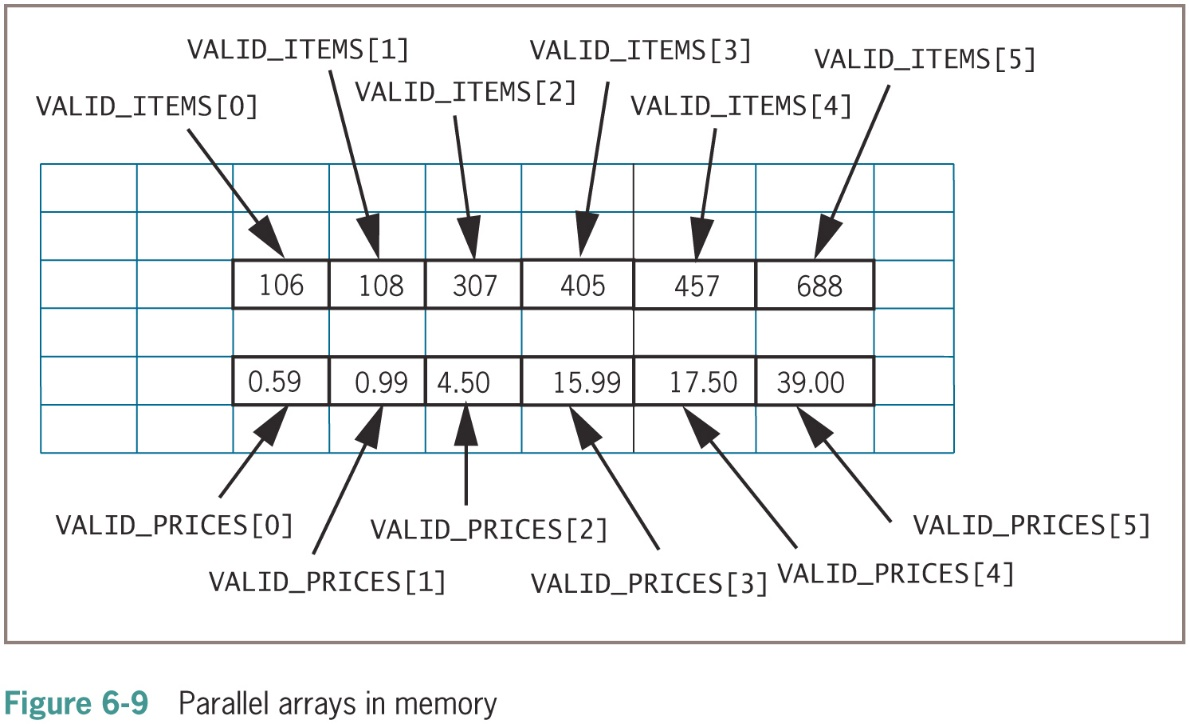 VALID_ITEMS[1]
VALID_ITEMS[3]
VALID_ITEMS[5]
VALID_ITEMS[0]
VALID_ITEMS[2]
VALID_ITEMS[4]
106 108 307 405 457 688
0.59 0.99 4.50 15.99 17.50 39.00
VALID_PRICES[0]
VALID_PRICES[2]
VALID_PRICES[5]
VALID_PRICES[1]
VALID_PRICES[3]
VALID_PRICES[4]
Figure 6-9 Parallel arrays in memory